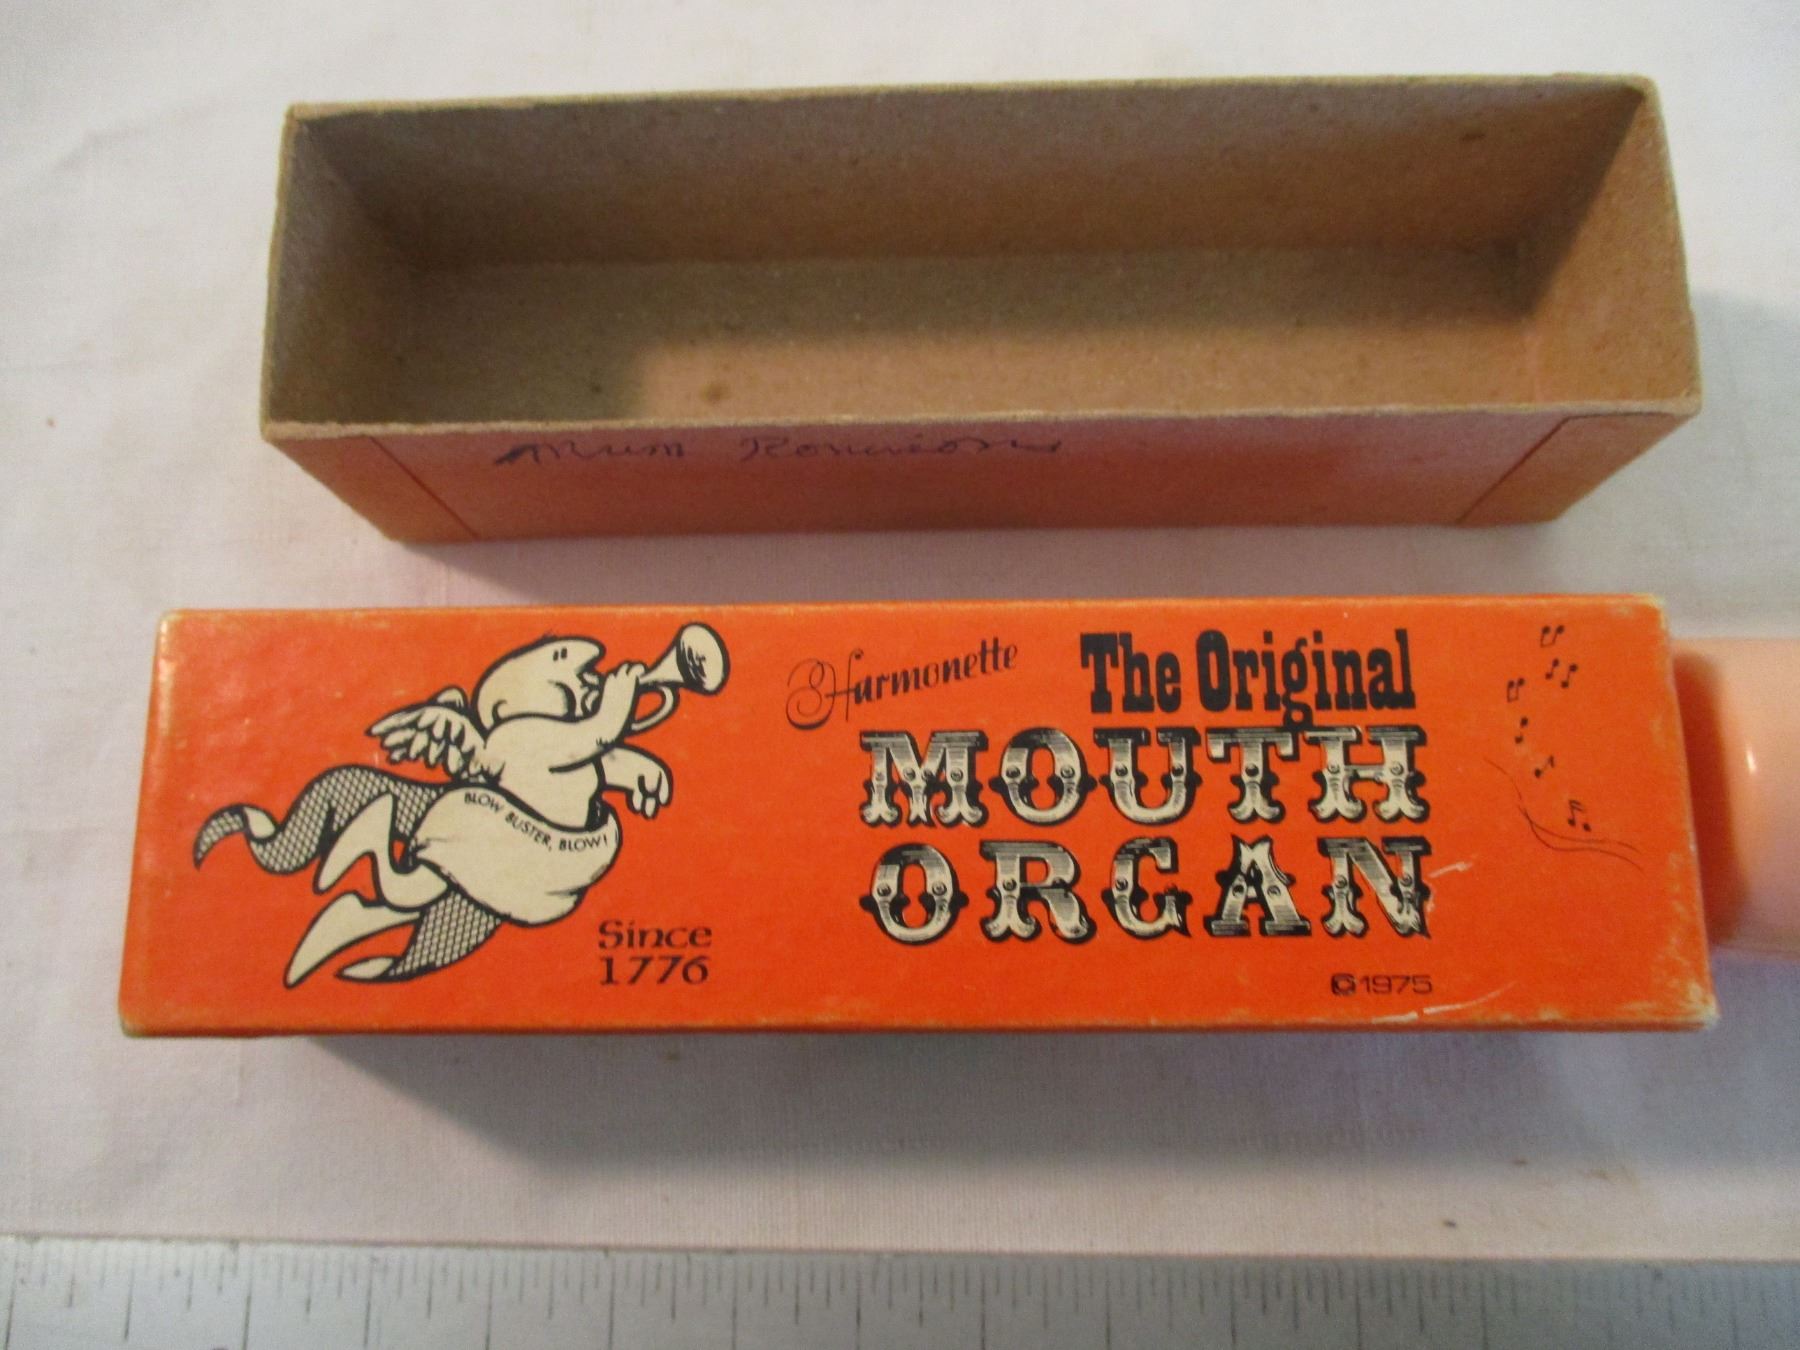 Harmonette
The Original
MOUTH
ORGAN
BLOW BUSTER, BLOW!
Since
1776
©1975